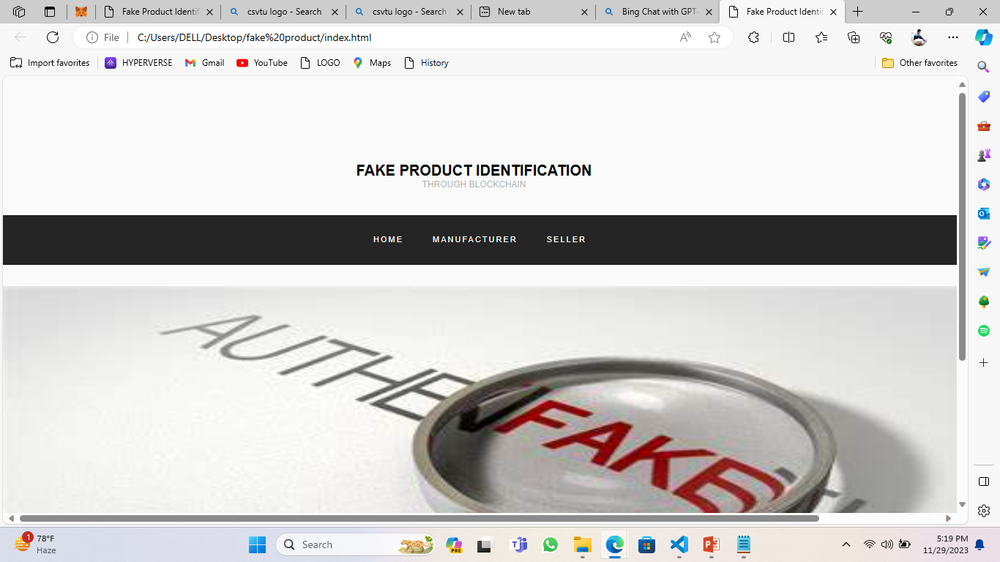 Fake Product Identif
csvtu logo - Search
csvtu logo - Search
New tab
Bing Chat with GPT-
Fake Product Identif
File
C:/Users/DELL/Desktop/fake%20product/index.html
Import favorites
HYPERVERSE
Gmail
YouTube
LOGO
Maps
History
Other favorites
FAKE PRODUCT IDENTIFICATION
THROUGH BLOCKCHAIN
HOME MANUFACTURER SELLER
AUTHE
FAKE
1
78°F
Haze
Search
PRE
5:19 PM
11/29/2023